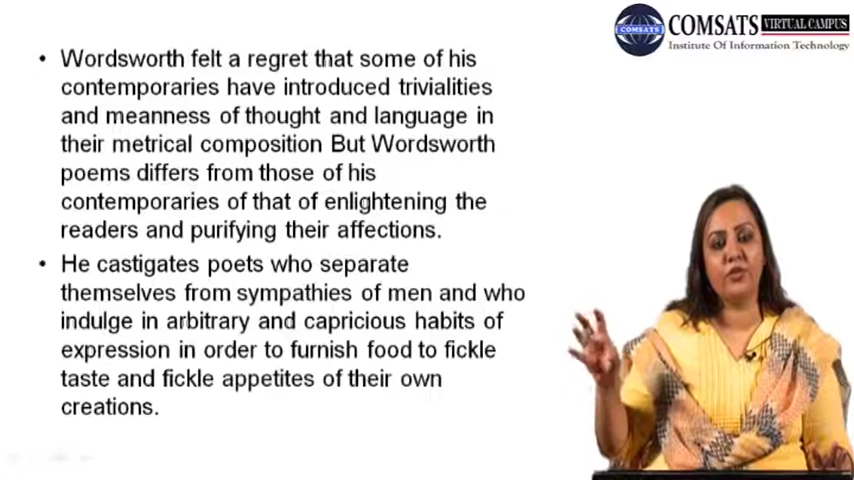 COMSATS VIRTUAL CAMPUS
Institute Of Information Technology
• Wordsworth felt a regret that some of his
contemporaries have introduced trivialities
and meanness of thought and language in
their metrical composition But Wordsworth
poems differs from those of his
contemporaries of that of enlightening the
readers and purifying their affections.
• He castigates poets who separate
themselves from sympathies of men and who
indulge in arbitrary and capricious habits of
expression in order to furnish food to fickle
taste and fickle appetites of their own
creations.